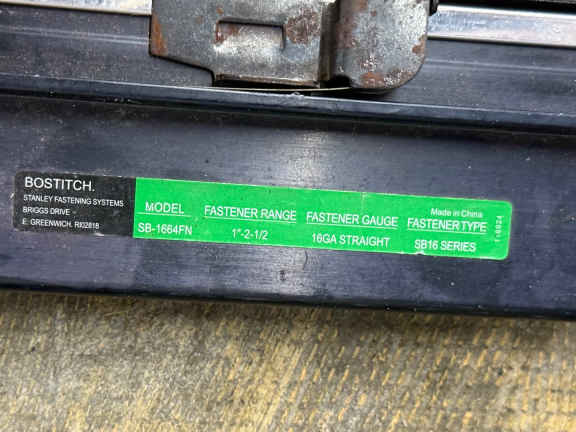 BOSTITCH.
STANLEY FASTENING SYSTEMS
BRIGGS DRIVE
E. GREENWICH, RI02818
MODEL
SB-1664FN
FASTENER RANGE
1"-2-1/2
FASTENER GAUGE
16GA STRAIGHT
Made in China
FASTENER TYPE
SB16 SERIES